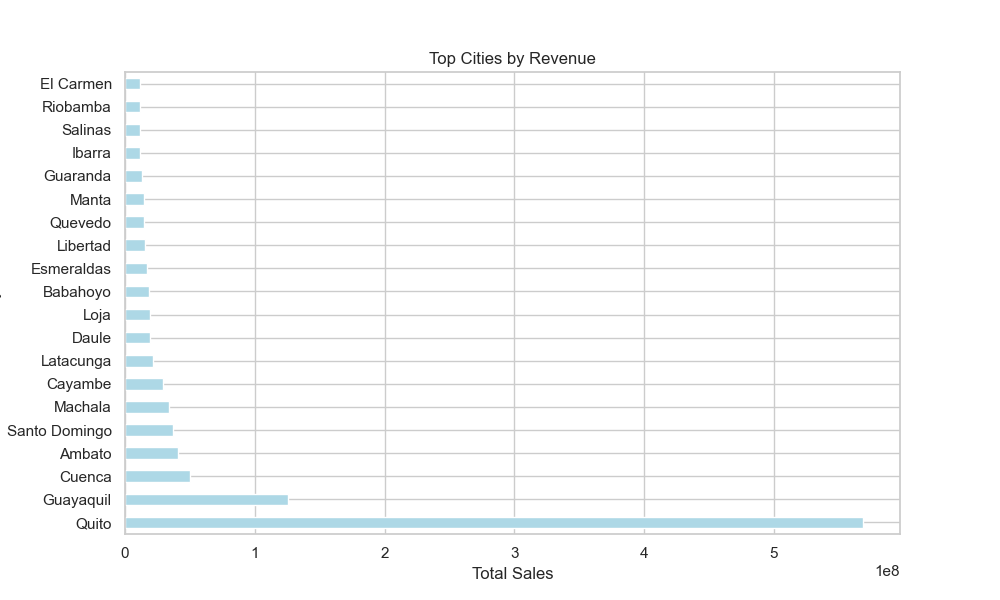 Top Cities by Revenue
El Carmen
Riobamba
Salinas
Ibarra
Guaranda
Manta
Quevedo
Libertad
Esmeraldas
Babahoyo
Loja
Daule
Latacunga
Cayambe
Machala
Santo Domingo
Ambato
Cuenca
Guayaquil
Quito
0 1 2 3 4 5
1e8
Total Sales